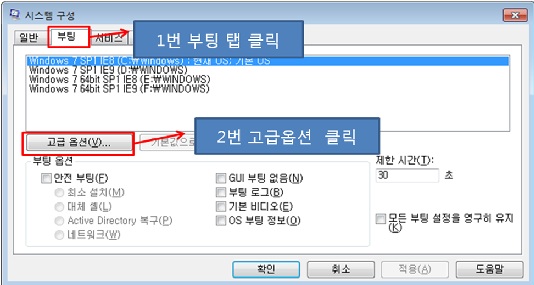 시스템 구성
일반 부팅 서비스
1번 부팅 탭 클릭
Windows 7 SP1 IE8 (C:₩WINDOWS) : 현재 OS; 기본 OS
Windows 7 SP1 IE9 (D:₩WINDOWS)
Windows 7 64bit SP1 IE8 (E:₩WINDOWS)
Windows 7 64bit SP1 IE9 (F:₩WINDOWS)
고급 옵션(V)... 기본값으로
2번 고급옵션 클릭
부팅 옵션
안전 부팅(F)
최소 설치(M)
대체 셸(L)
Active Directory 복구(P)
네트워크(W)
GUI 부팅 없음(N)
부팅 로그(B)
기본 비디오(E)
OS 부팅 정보(O)
제한 시간(T):
30 초
모든 부팅 설정을 영구히 유지
(K)
확인 취소 적용(A) 도움말